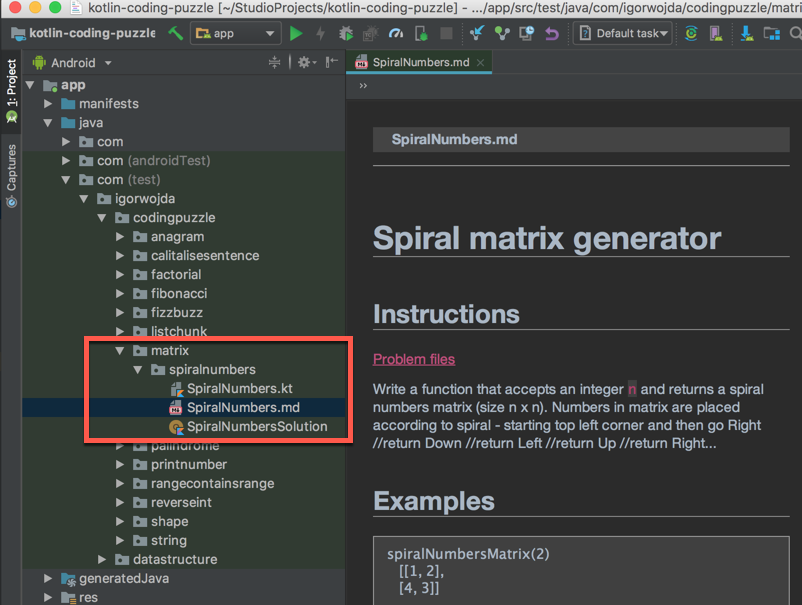 kotlin-coding-puzzle [~/StudioProjects/kotlin-coding-puzzle] - .../app/src/test/java/com/igorwojda/codingpuzzle/matri
kotlin-coding-puzzle
app
Default task
1: Project
Captures
Android
app
manifests
java
com
com (androidTest)
com (test)
igorwojda
codingpuzzle
anagram
calitalisesentence
factorial
fibonacci
fizzbuzz
listchunk
matrix
spiralnumbers
SpiralNumbers.kt
SpiralNumbers.md
SpiralNumbersSolution
palindrome
printnumber
rangecontainsrange
reverseint
shape
string
datastructure
generatedJava
res
SpiralNumbers.md
››
SpiralNumbers.md
Spiral matrix generator
Instructions
Problem files
Write a function that accepts an integer n and returns a spiral
numbers matrix (size n x n). Numbers in matrix are placed
according to spiral - starting top left corner and then go Right
//return Down //return Left //return Up //return Right...
Examples
spiralNumbersMatrix(2)
[[1, 2],
[4, 3]]